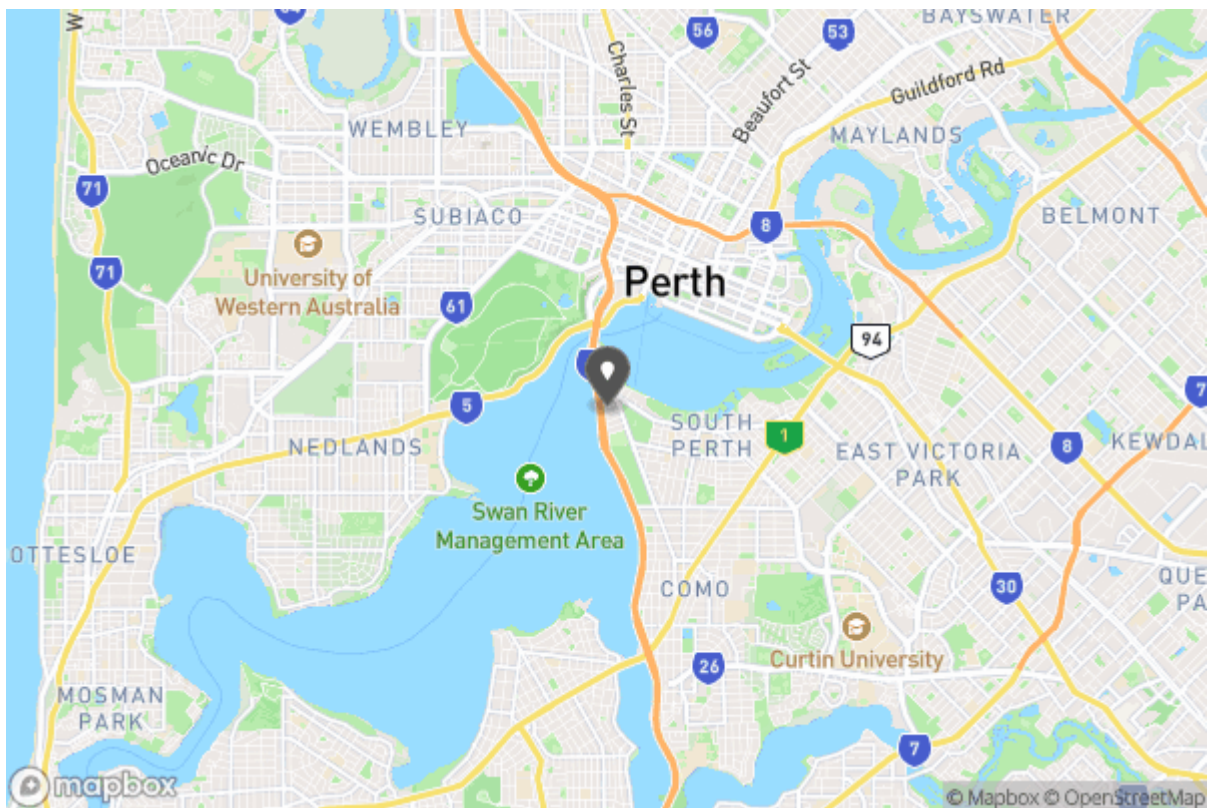 BAYSWATER
W
56
53
Charles St
Beaufort St
Guildford Rd
WEMBLEY
MAYLANDS
Oceanic Dr
71
SUBIACO
8
BELMONT
University of
Western Australia
71
61
Perth
94
5
SOUTH
PERTH
1
NEDLANDS
EAST VICTORIA
PARK
8
KEWDAL
7
Swan River
Management Area
OTTESLOE
COMO
30
QUE
PA
Curtin University
26
MOSMAN
PARK
7
mapbox
© Mapbox © OpenStreetMap